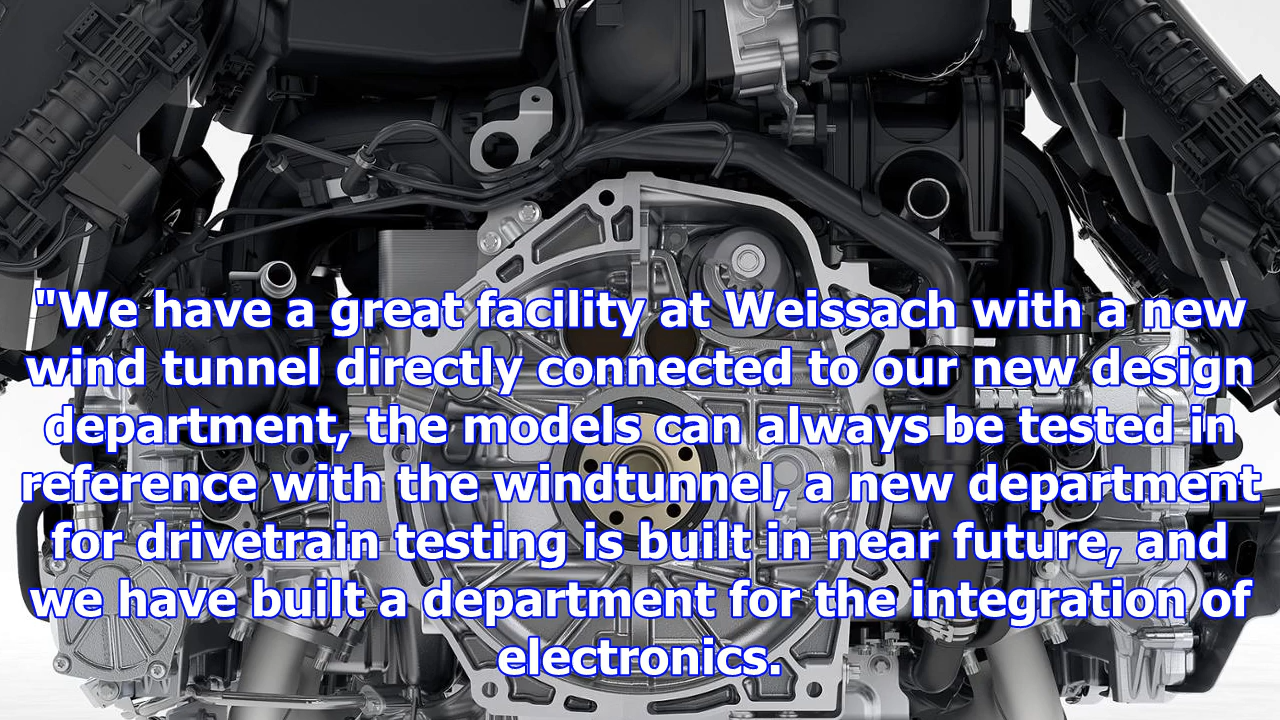 "We have a great facility at Weissach with a new
wind tunnel directly connected to our new design
department, the models can always be tested in
reference with the windtunnel, a new department
for drivetrain testing is built in near future, and
we have built a department for the integration of
electronics.